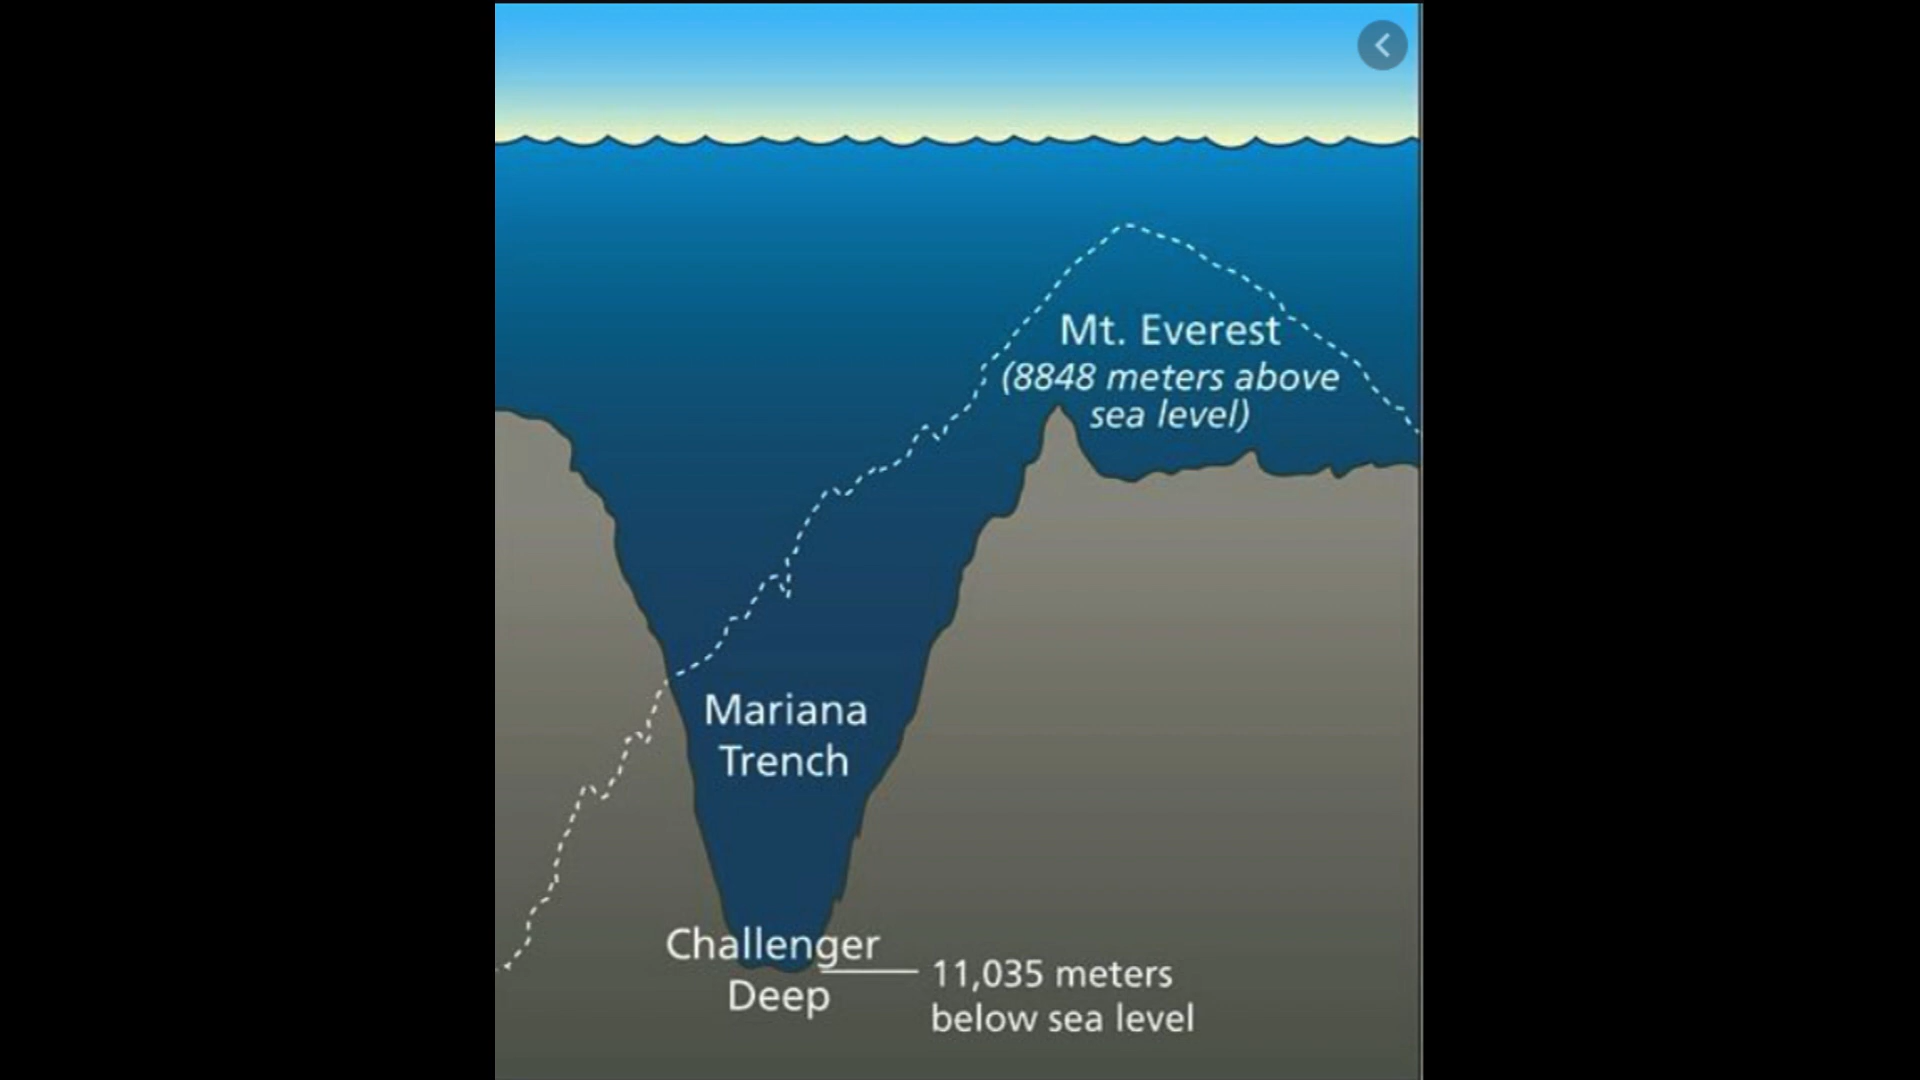 Mt. Everest
(8848 meters above
sea level)
Mariana
Trench
Challenger
Deep
11,035 meters
below sea level